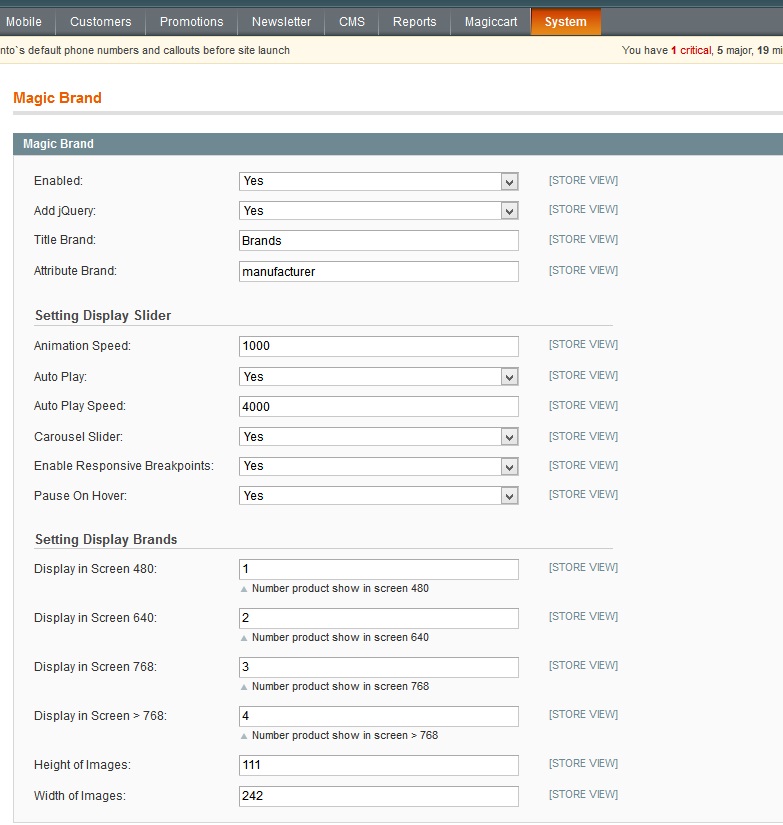 Mobile Customers Promotions Newsletter CMS Reports Magiccart System
nto`s default phone numbers and callouts before site launch You have 1 critical, 5 major, 19 mi
Magic Brand
Magic Brand
Enabled: Yes [STORE VIEW]
Add jQuery: Yes [STORE VIEW]
Title Brand: Brands [STORE VIEW]
Attribute Brand: manufacturer [STORE VIEW]
Setting Display Slider
Animation Speed: 1000 [STORE VIEW]
Auto Play: Yes [STORE VIEW]
Auto Play Speed: 4000 [STORE VIEW]
Carousel Slider: Yes [STORE VIEW]
Enable Responsive Breakpoints: Yes [STORE VIEW]
Pause On Hover: Yes [STORE VIEW]
Setting Display Brands
Display in Screen 480: 1 [STORE VIEW]
Number product show in screen 480
Display in Screen 640: 2 [STORE VIEW]
Number product show in screen 640
Display in Screen 768: 3 [STORE VIEW]
Number product show in screen 768
Display in Screen > 768: 4 [STORE VIEW]
Number product show in screen > 768
Height of Images: 111 [STORE VIEW]
Width of Images: 242 [STORE VIEW]